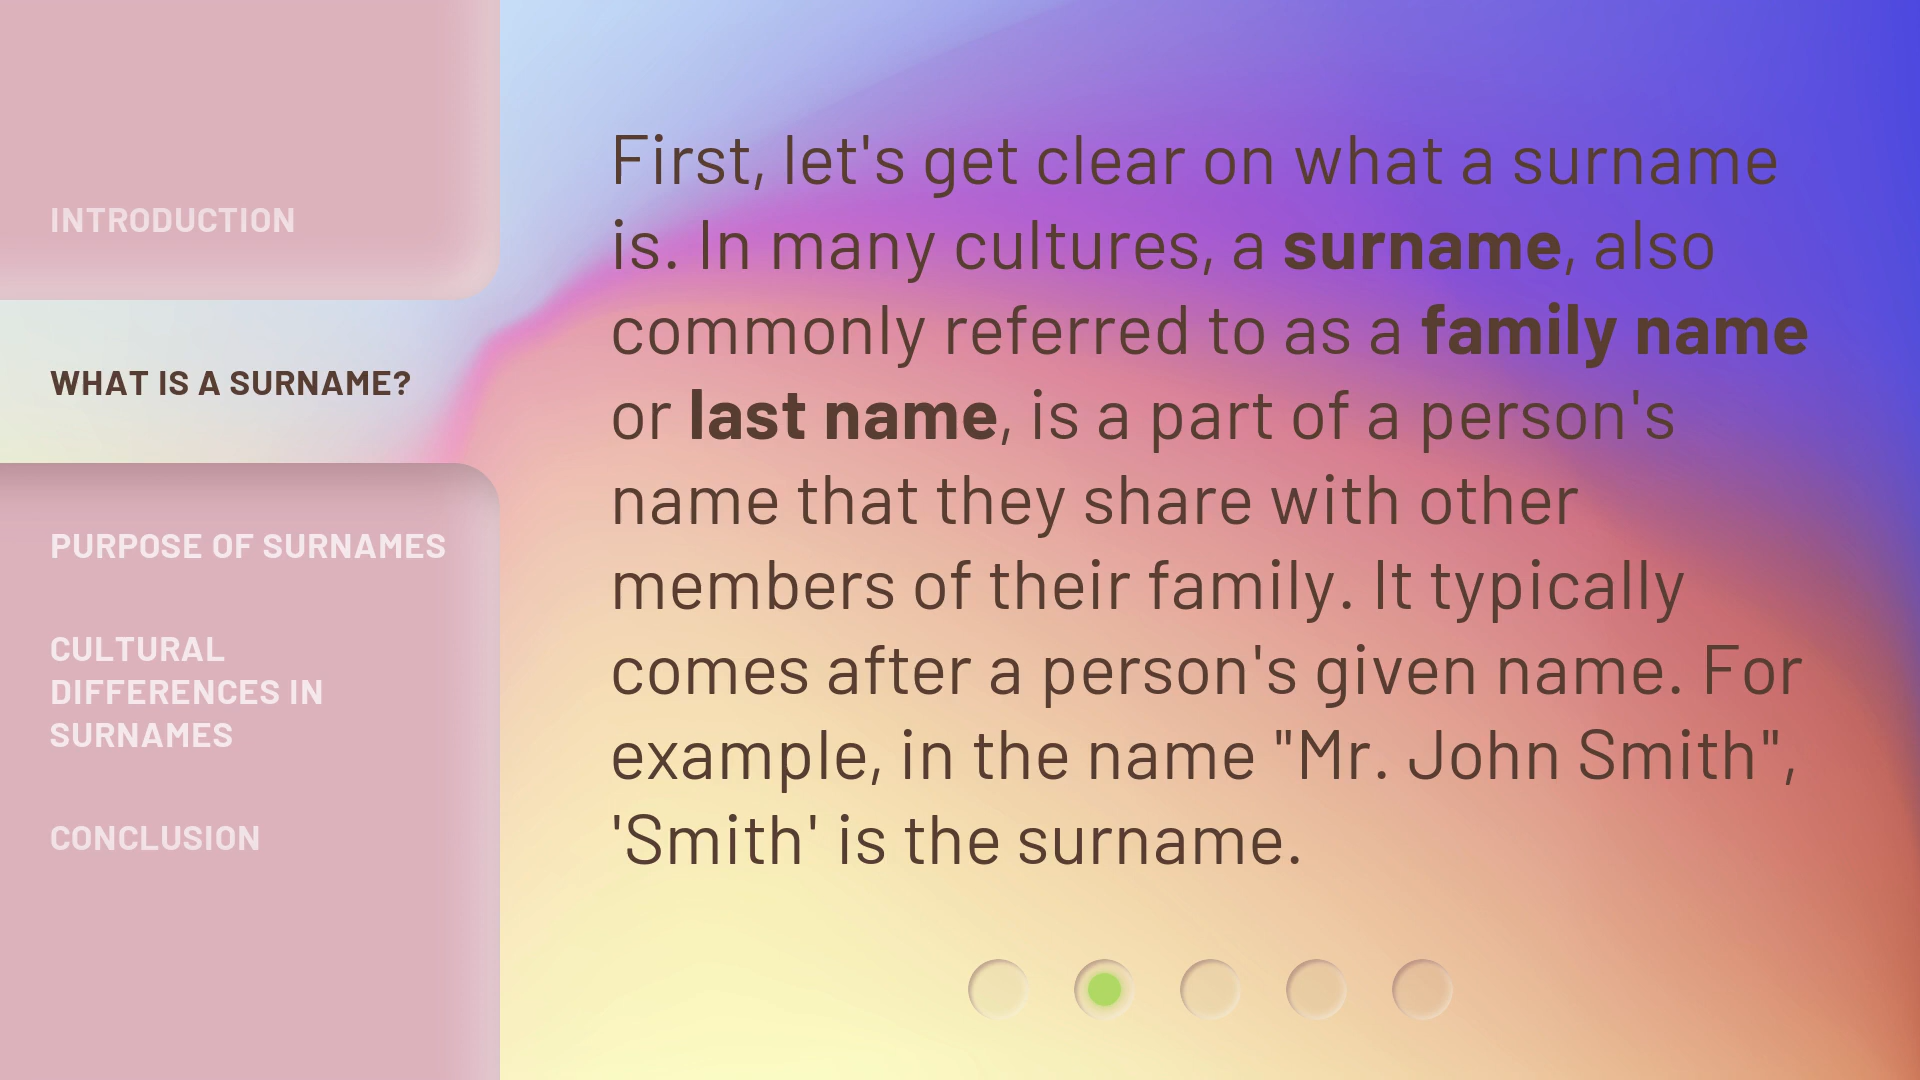 INTRODUCTION
WHAT IS A SURNAME?
PURPOSE OF SURNAMES
CULTURAL
DIFFERENCES IN
SURNAMES
CONCLUSION
First, let's get clear on what a surname
is. In many cultures, a surname, also
commonly referred to as a family name
or last name, is a part of a person's
name that they share with other
members of their family. It typically
comes after a person's given name. For
example, in the name "Mr. John Smith",
'Smith' is the surname.